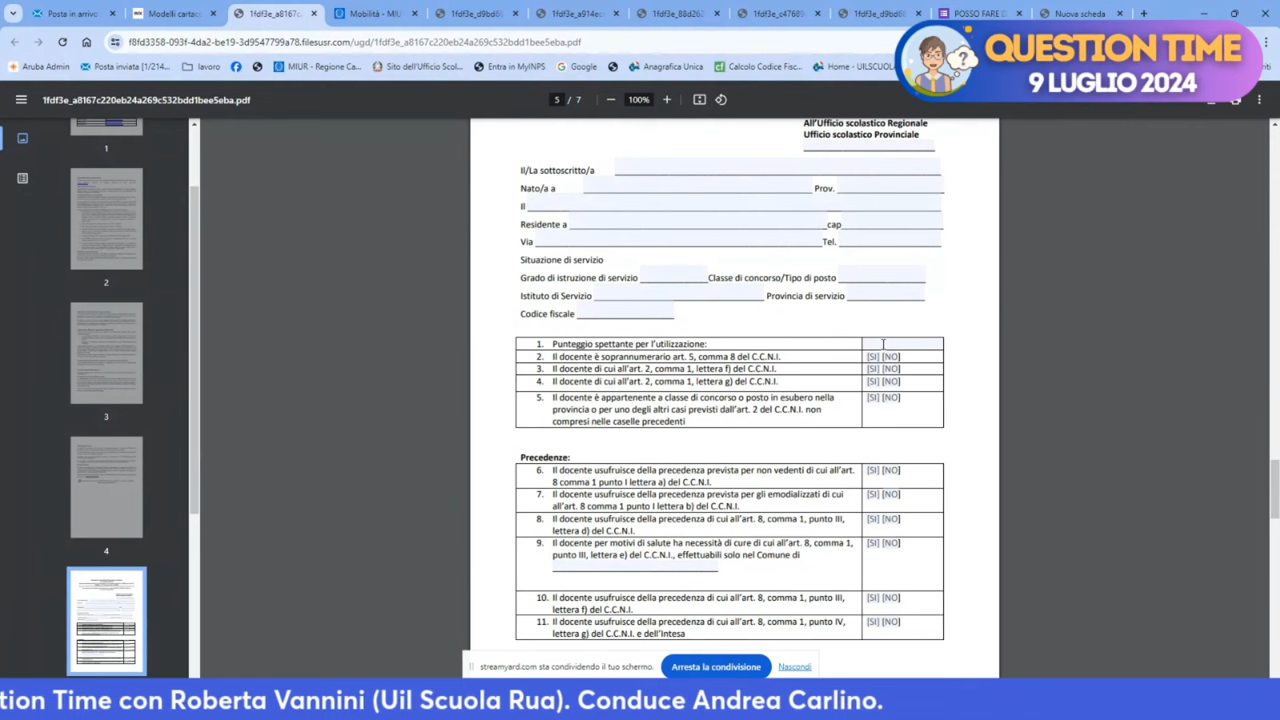 Posta in arrivo
Modelli cartac
1fdf3e_a8167c
Mobilità - MIU
1fdf3e_d9bd6
1fdf3e_a914e
1fdf3e_88d262
1fdf3e_c47689
1fdf3e_d9bd6
POSSO FARE D
Nuova scheda
f8fd3358-093f-4da2-be19-3d9547799a78.filesusr.com/ugd/1fdf3e_a8167c220eb24a269c532bdd1bee5eba.pdf
Aruba Admin
Posta inviata [1/214...
lavoro
MIUR - Regione Ca...
Sito dell'Ufficio Scol...
Entra in MyINPS
Google
Anagrafica Unica
Calcolo Codice Fisc...
Home - UILSCUOLA
QUESTION TIME
9 LUGLIO 2024
1fdf3e_a8167c220eb24a269c532bdd1bee5eba.pdf
5 / 7
100%
1
2
3
4
All'Ufficio scolastico Regionale
Ufficio scolastico Provinciale
Il/La sottoscritto/a
Nato/a a Prov.
Il
Residente a cap
Via Tel.
Situazione di servizio
Grado di istruzione di servizio Classe di concorso/Tipo di posto
Istituto di Servizio Provincia di servizio
Codice fiscale
1. Punteggio spettante per l'utilizzazione:
2. Il docente è soprannumerario art. 5, comma 8 del C.C.N.I. [SI] [NO]
3. Il docente di cui all'art. 2, comma 1, lettera f) del C.C.N.I. [SI] [NO]
4. Il docente di cui all'art. 2, comma 1, lettera g) del C.C.N.I. [SI] [NO]
5. Il docente è appartenente a classe di concorso o posto in esubero nella [SI] [NO]
provincia o per uno degli altri casi previsti dall'art. 2 del C.C.N.I. non
compresi nelle caselle precedenti
Precedenze:
6. Il docente usufruisce della precedenza prevista per non vedenti di cui all'art. [SI] [NO]
8 comma 1 punto I lettera a) del C.C.N.I.
7. Il docente usufruisce della precedenza prevista per gli emodializzati di cui [SI] [NO]
all'art. 8 comma 1 punto I lettera b) del C.C.N.I.
8. Il docente usufruisce della precedenza di cui all'art. 8, comma 1, punto III, [SI] [NO]
lettera d) del C.C.N.I.
9. Il docente per motivi di salute ha necessità di cure di cui all'art. 8, comma 1, [SI] [NO]
punto III, lettera e) del C.C.N.I., effettuabili solo nel Comune di
10. Il docente usufruisce della precedenza di cui all'art. 8, comma 1, punto III, [SI] [NO]
lettera f) del C.C.N.I.
11. Il docente usufruisce della precedenza di cui all'art. 8, comma 1, punto IV, [SI] [NO]
lettera g) del C.C.N.I. e dell'Intesa
streamyard.com sta condividendo il tuo schermo.
Arresta la condivisione
Nascondi
tion Time con Roberta Vannini (Uil Scuola Rua). Conduce Andrea Carlino.